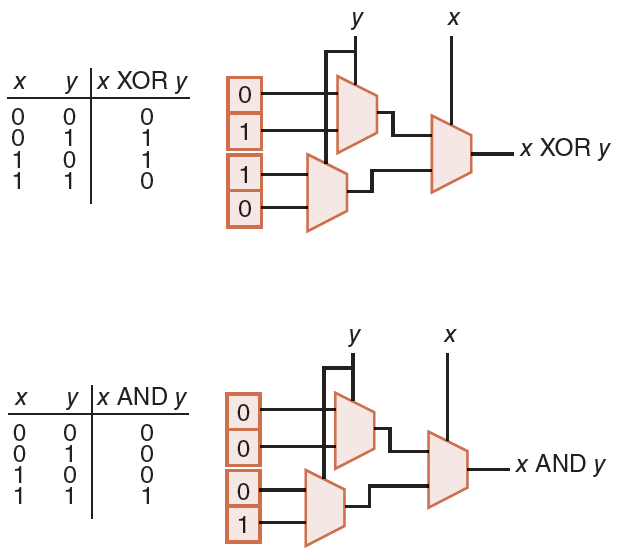 y x
x y x XOR y
0 0 0
0 1 1
1 0 1
1 1 0
0
1
1
0
x XOR y
y x
x y x AND y
0 0 0
0 1 0
1 0 0
1 1 1
0
0
0
1
x AND y